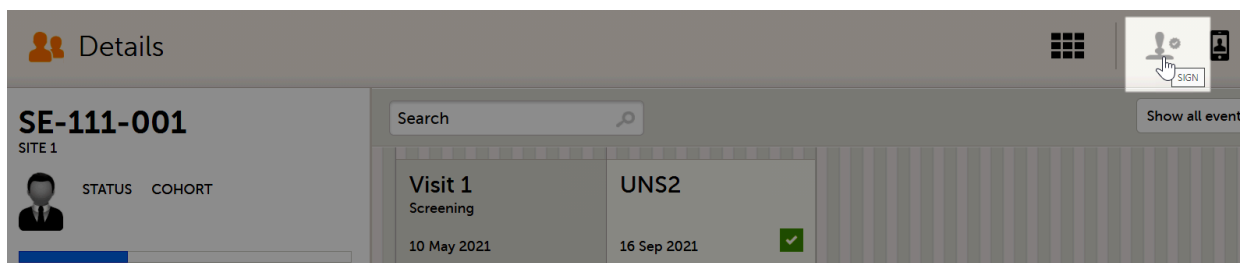 Details
SIGN
SE-111-001
SITE 1
STATUS COHORT
Search
Show all event
Visit 1
Screening
10 May 2021
UNS2
16 Sep 2021